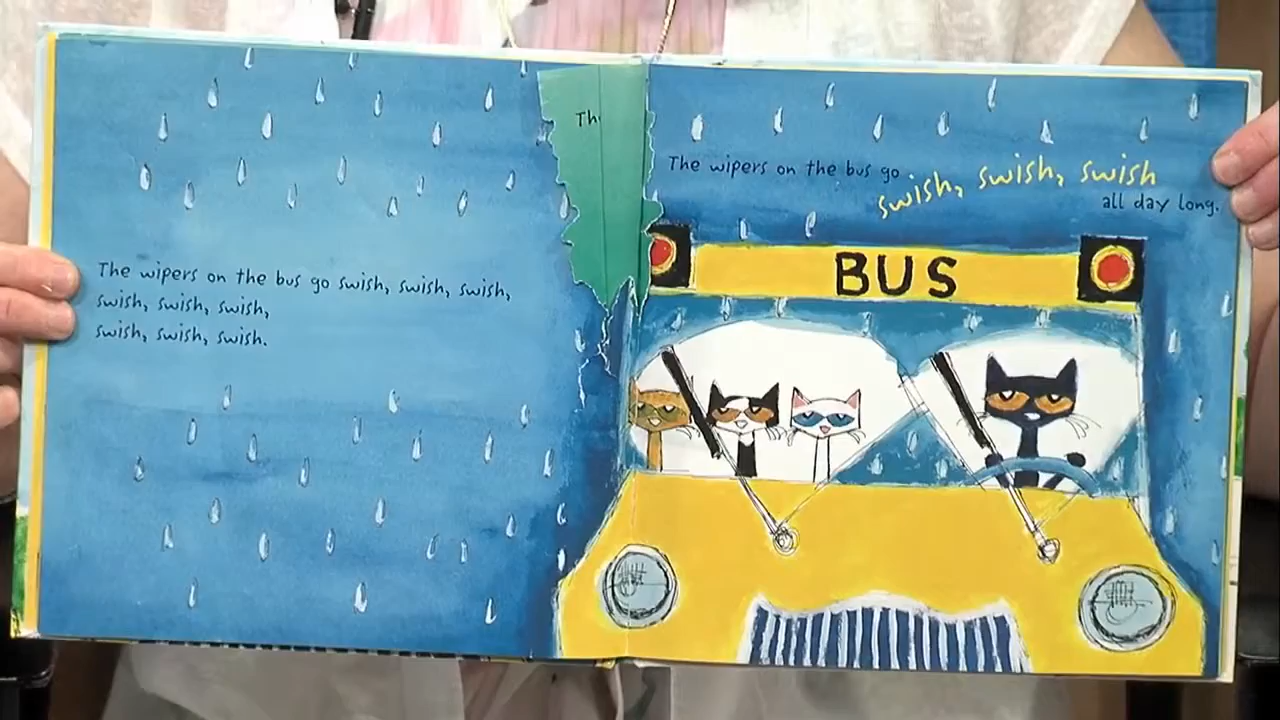 The wipers on the bus go swish, swish, swish,
swish, swish, swish,
swish, swish, swish.
The wipers on the bus go
swish, swish, swish
all day long.
BUS